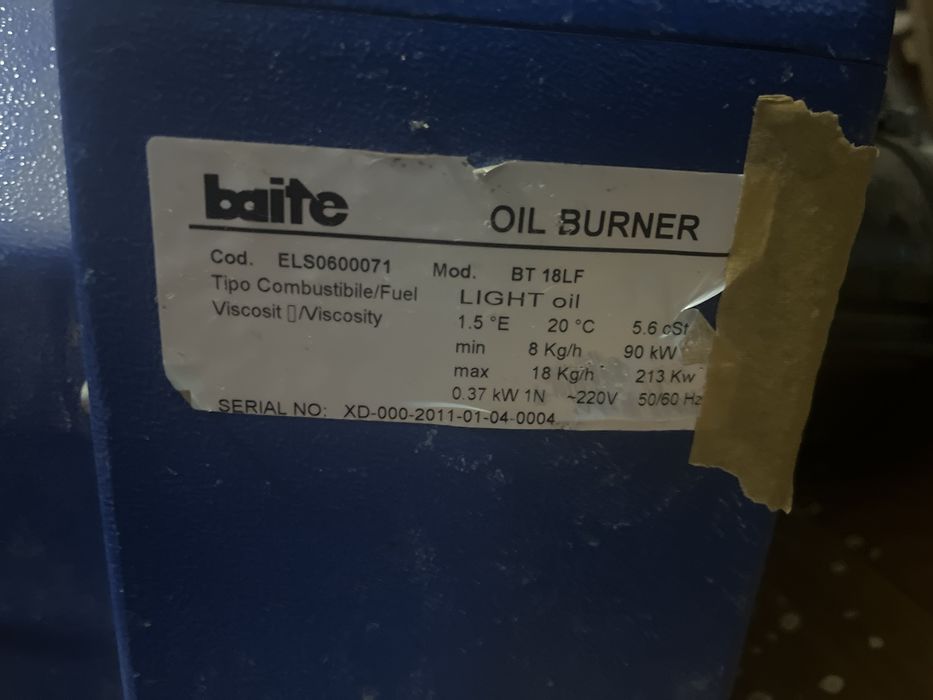 baite
OIL BURNER
Cod. ELS0600071 Mod. BT 18LF
Tipo Combustibile/Fuel LIGHT oil
Viscosit ▯/Viscosity 1.5 °E 20 °C 5.6 cSt
min 8 Kg/h 90 kW
max 18 Kg/h 213 Kw
0.37 kW 1N ~220V 50/60 Hz
SERIAL NO: XD-000-2011-01-04-0004